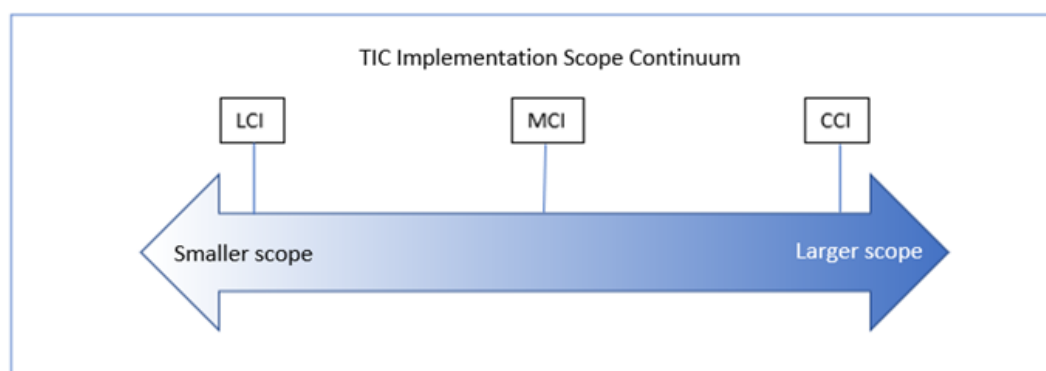 TIC Implementation Scope Continuum
LCI
MCI
CCI
Smaller scope
Larger scope